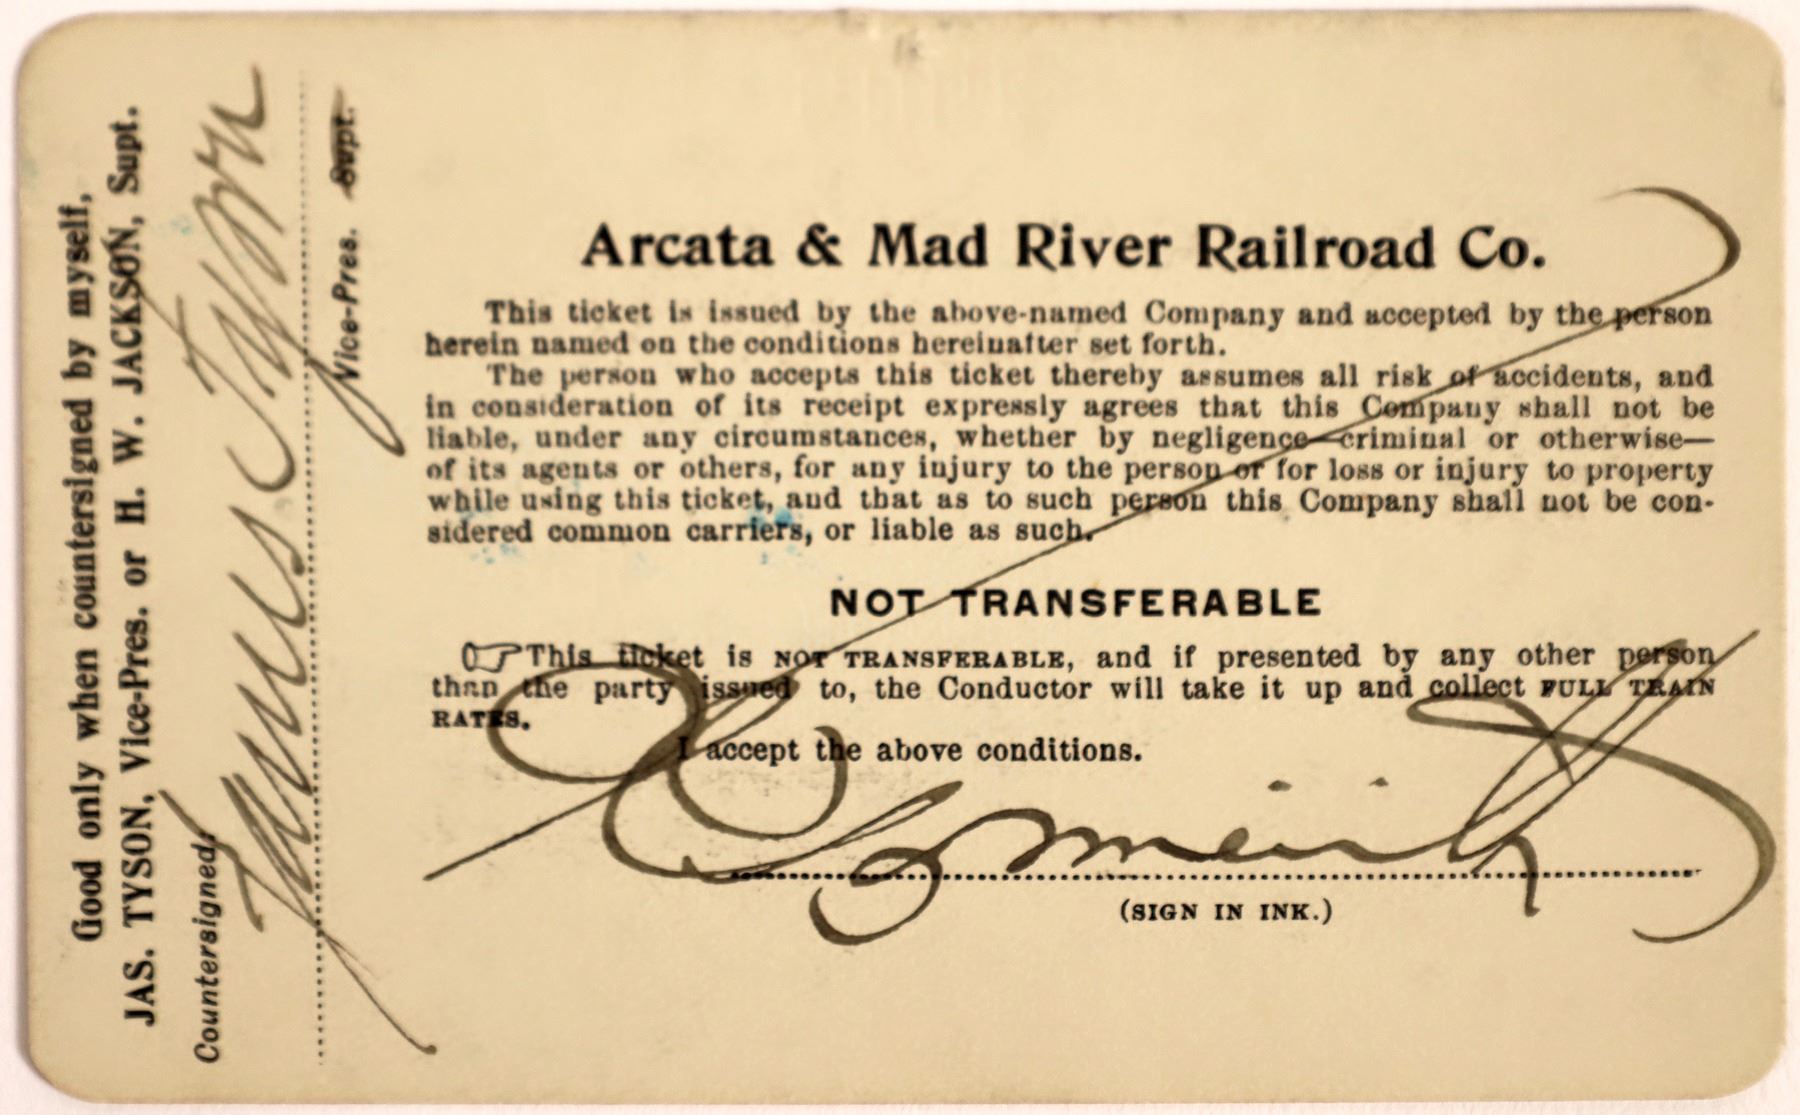 Good only when countersigned by myself,
JAS. TYSON, Vice-Pres. or H. W. JACKSON, Supt.
Countersigned,
James Tyson
Vice-Pres. Supt.
Arcata & Mad River Railroad Co.
This ticket is issued by the above-named Company and accepted by the person
herein named on the conditions hereinafter set forth.
The person who accepts this ticket thereby assumes all risk of accidents, and
in consideration of its receipt expressly agrees that this Company shall not be
liable, under any circumstances, whether by negligence—criminal or otherwise—
of its agents or others, for any injury to the person or for loss or injury to property
while using this ticket, and that as to such person this Company shall not be con-
sidered common carriers, or liable as such.
NOT TRANSFERABLE
☞This ticket is NOT TRANSFERABLE, and if presented by any other person
than the party issued to, the Conductor will take it up and collect FULL TRAIN
RATES.
I accept the above conditions.
(SIGN IN INK.)